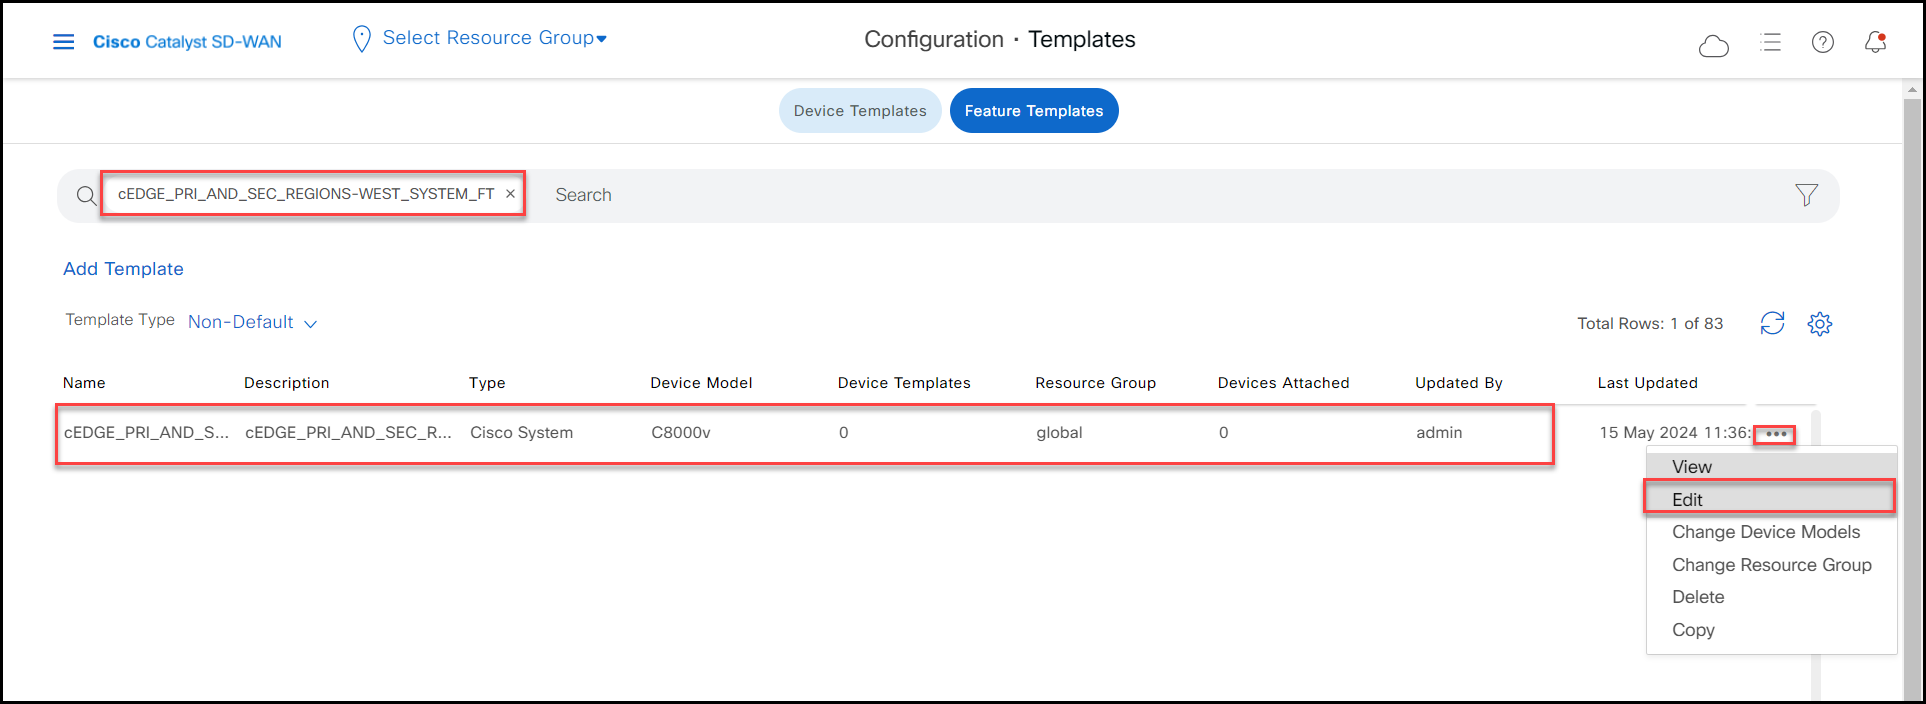 Cisco Catalyst SD-WAN
Select Resource Group
Configuration · Templates
Device Templates
Feature Templates
cEDGE_PRI_AND_SEC_REGIONS-WEST_SYSTEM_FT ×
Search
Add Template
Template Type Non-Default
Total Rows: 1 of 83
Name Description Type Device Model Device Templates Resource Group Devices Attached Updated By Last Updated
cEDGE_PRI_AND_S... cEDGE_PRI_AND_SEC_R... Cisco System C8000v 0 global 0 admin 15 May 2024 11:36:
View
Edit
Change Device Models
Change Resource Group
Delete
Copy